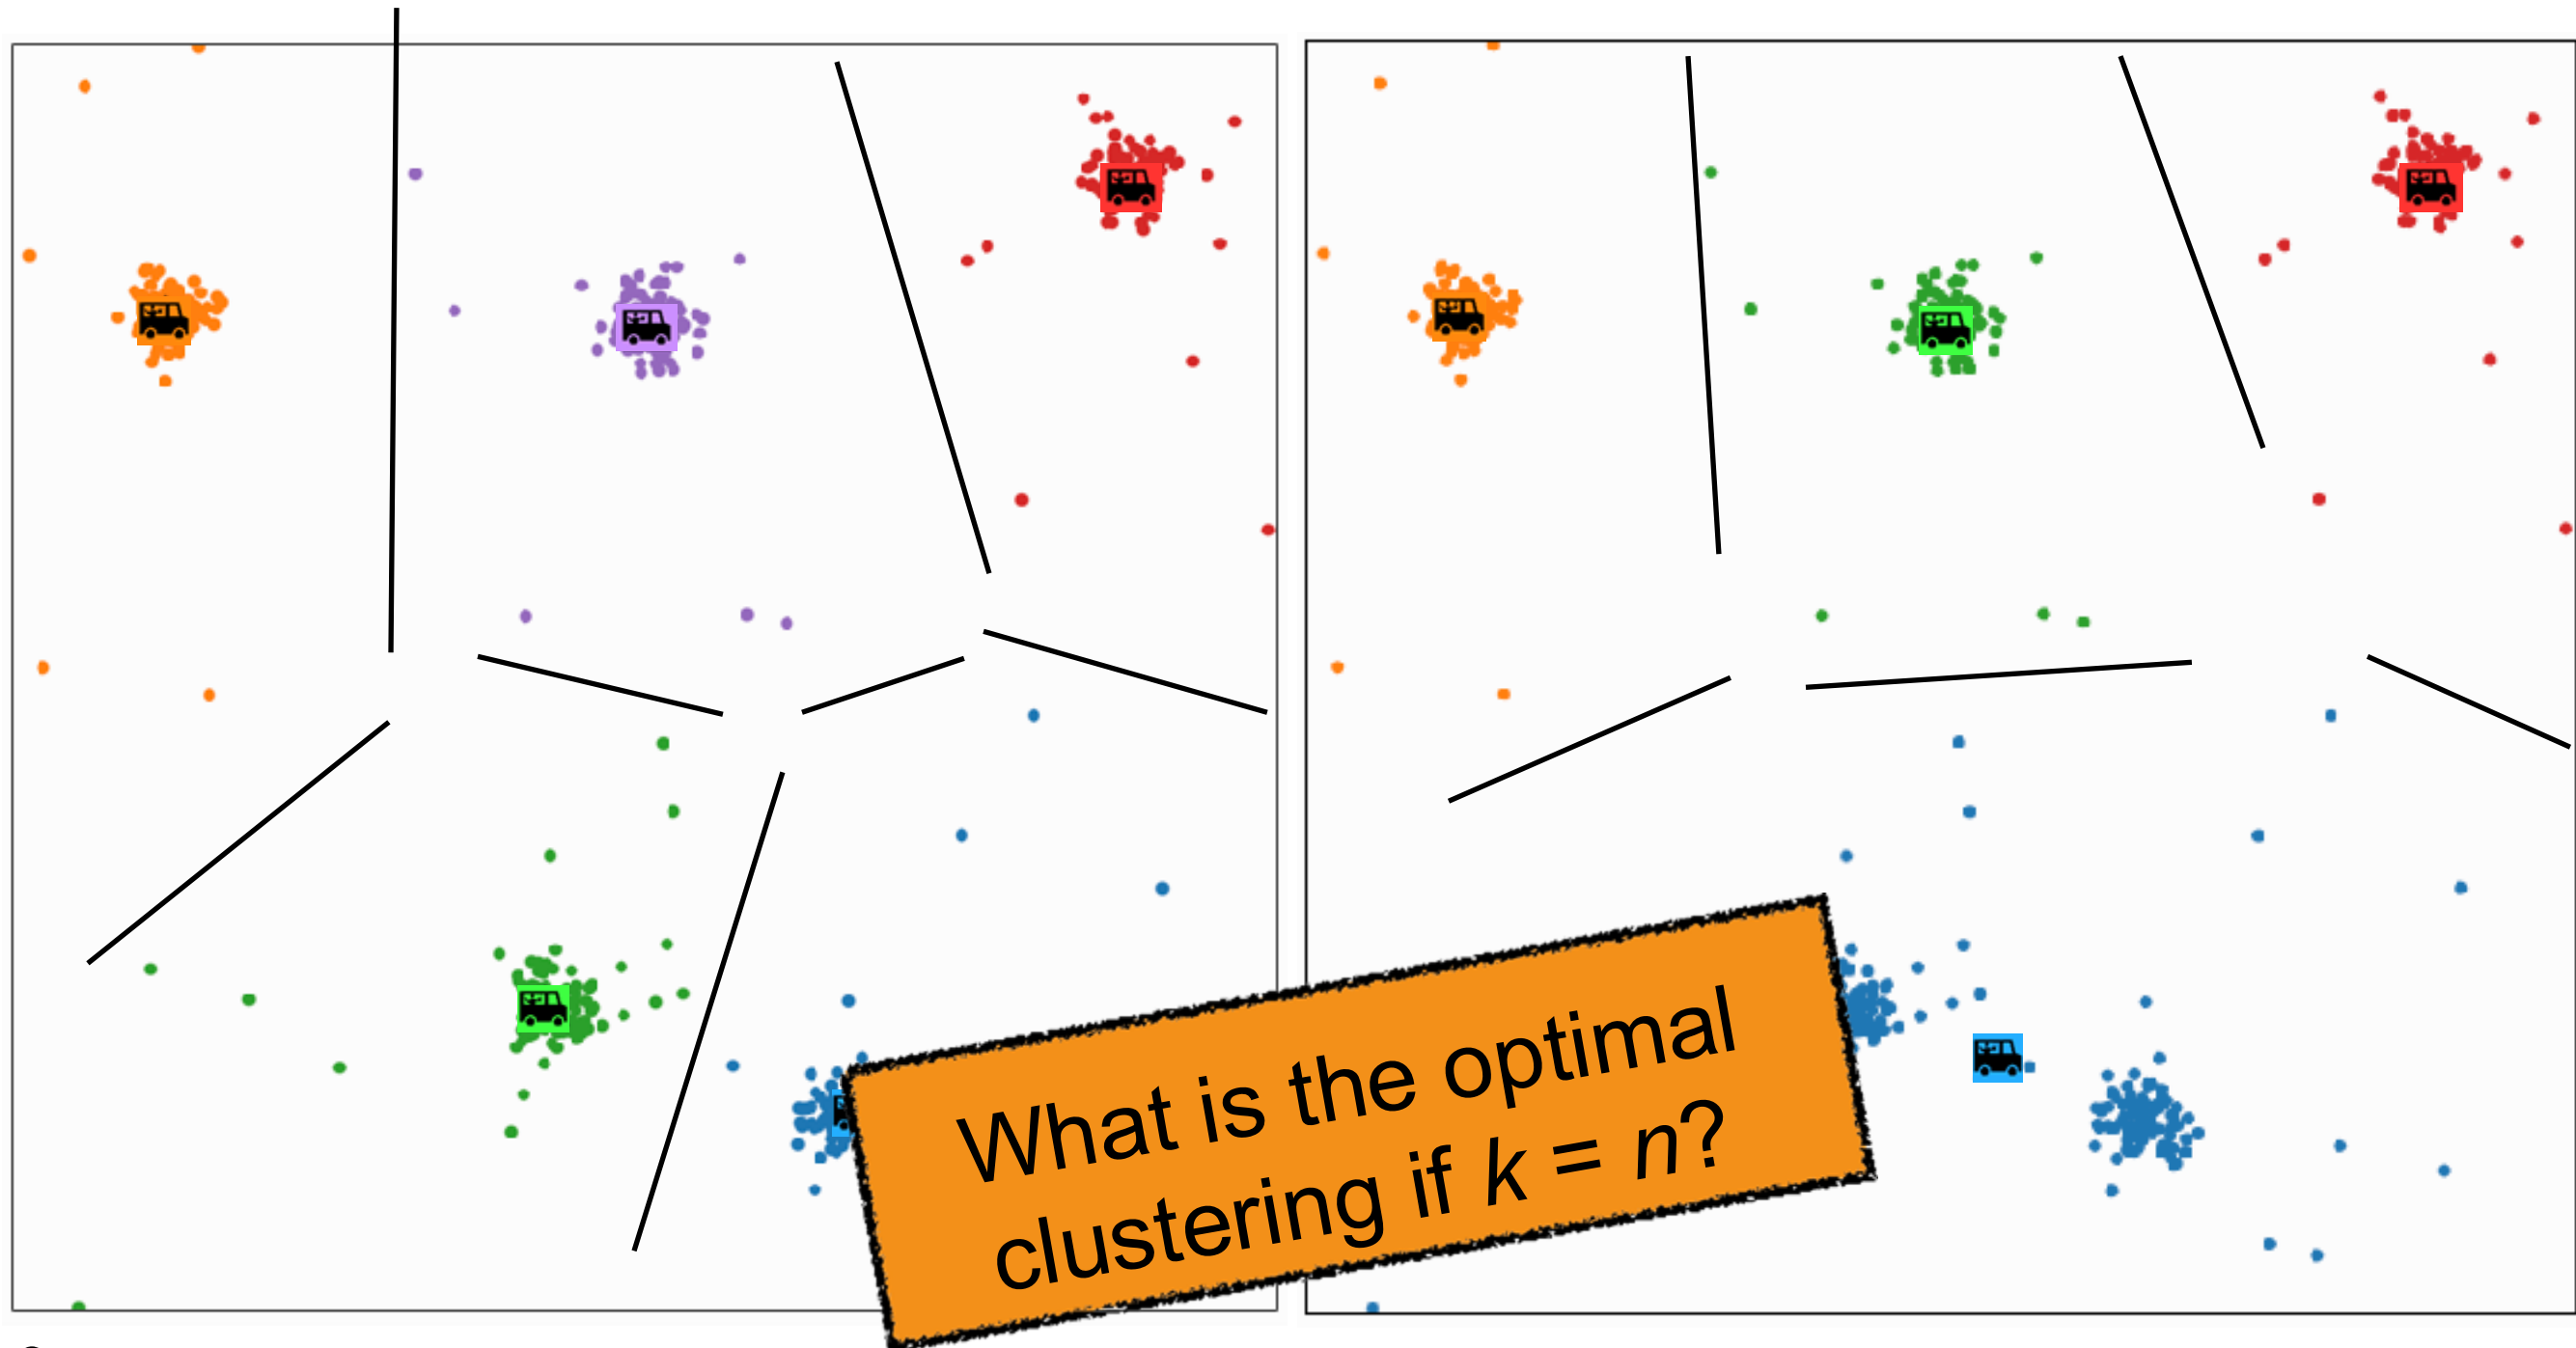 What is the optimal
clustering if k = n?